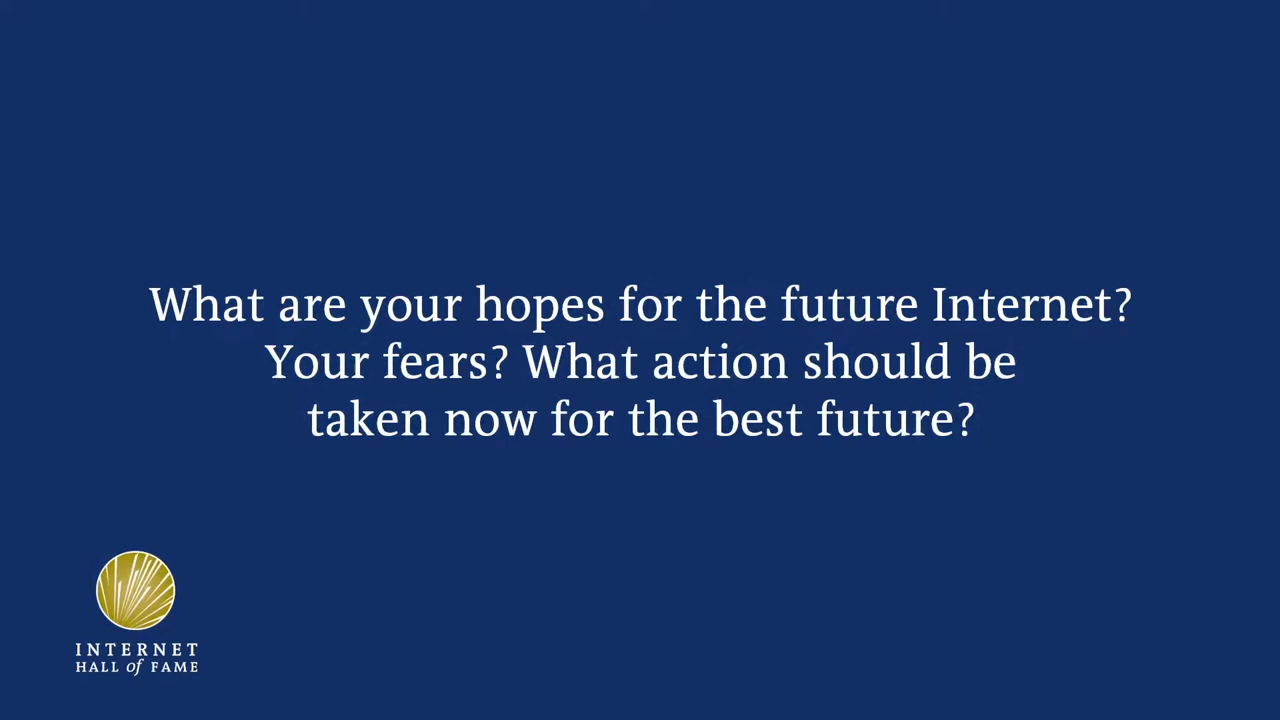 What are your hopes for the future Internet?
Your fears? What action should be
taken now for the best future?
INTERNET
HALL of FAME